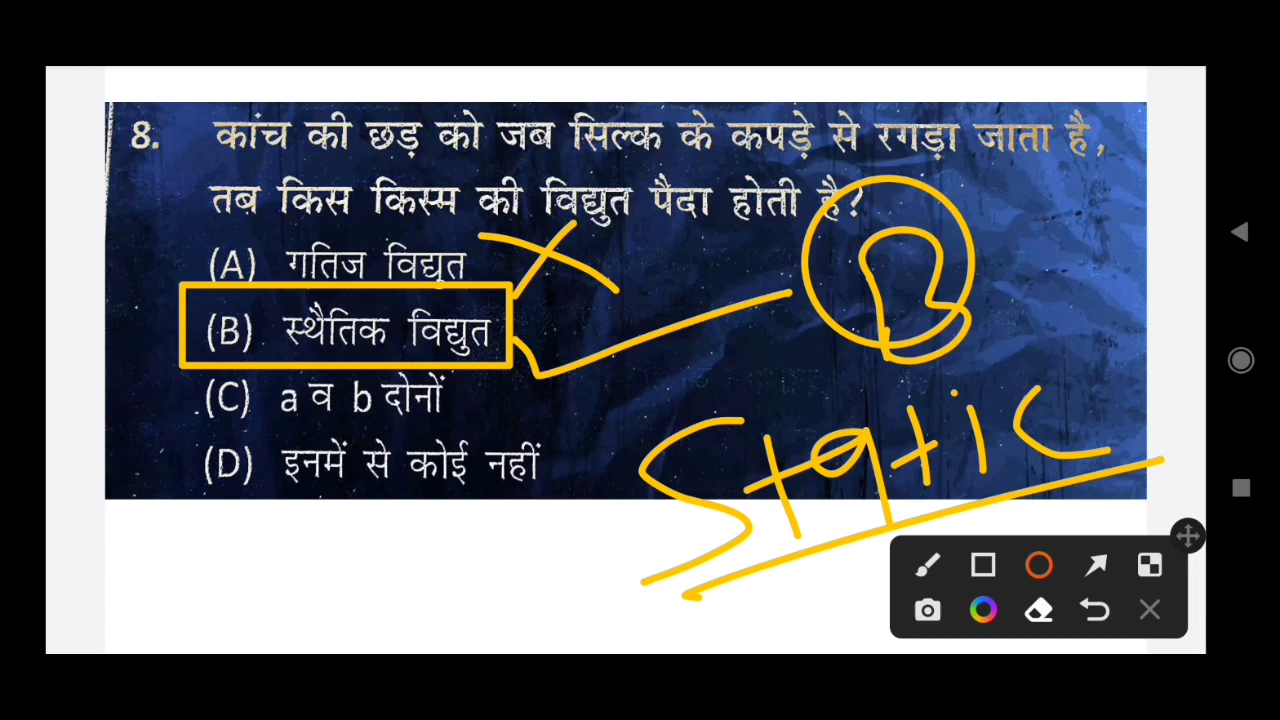 8. कांच की छड़ को जब सिल्क के कपड़े से रगड़ा जाता है,
तब किस किस्म की विद्युत पैदा होती है?
(A) गतिज विद्युत
(B) स्थैतिक विद्युत
(C) a व b दोनों
(D) इनमें से कोई नहीं
B
Static